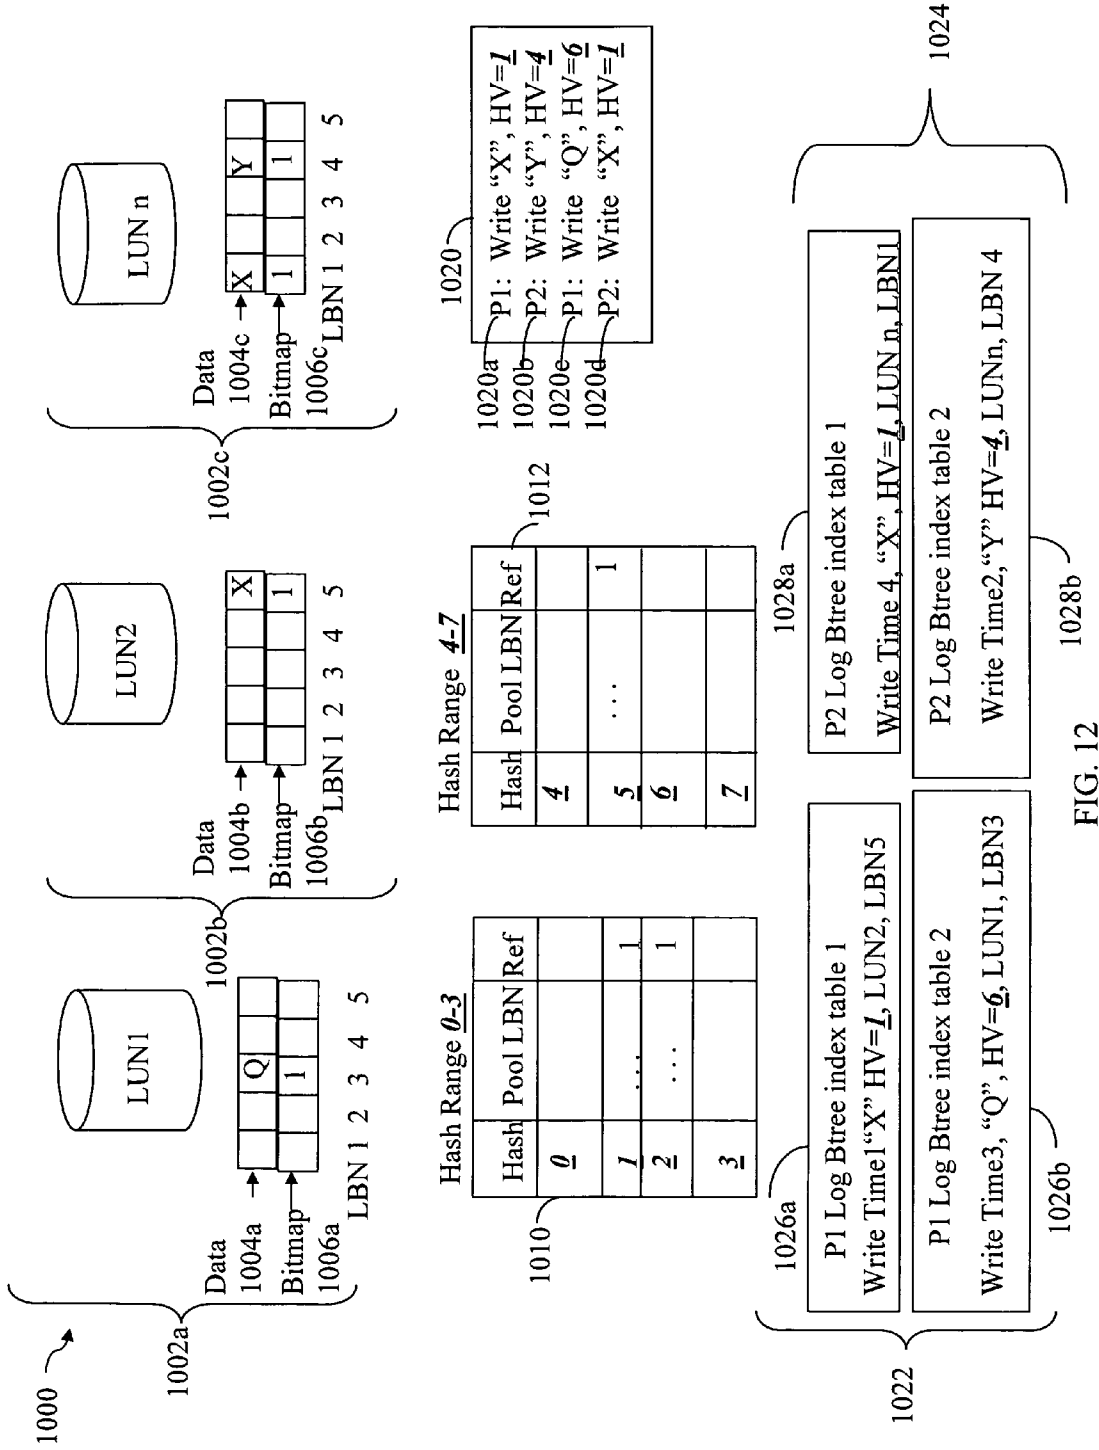 1000
1002a
LUN1
Data
1004a
Q
Bitmap
1006a
1
LBN 1 2 3 4 5
1002b
LUN2
Data
1004b
X
Bitmap
1006b
1
LBN 1 2 3 4 5
1002c
LUN n
Data
1004c
X Y
Bitmap
1006c
1 1
LBN 1 2 3 4 5
Hash Range 0-3
1010
Hash Pool LBN Ref
0
1 ... 1
2 ... 1
3
Hash Range 4-7
1012
Hash Pool LBN Ref
4
5 ... 1
6
7
1020
1020a P1: Write “X”, HV=1
1020b P2: Write “Y”, HV=4
1020c P1: Write “Q”, HV=6
1020d P2: Write “X”, HV=1
1022
1026a
P1 Log Btree index table 1
Write Time1“X” HV=1, LUN2, LBN5
P1 Log Btree index table 2
Write Time3, “Q”, HV=6, LUN1, LBN3
1026b
1028a
P2 Log Btree index table 1
Write Time 4, “X”, HV=1, LUN n, LBN1
P2 Log Btree index table 2
Write Time2, “Y” HV=4, LUNn, LBN 4
1028b
1024
FIG. 12